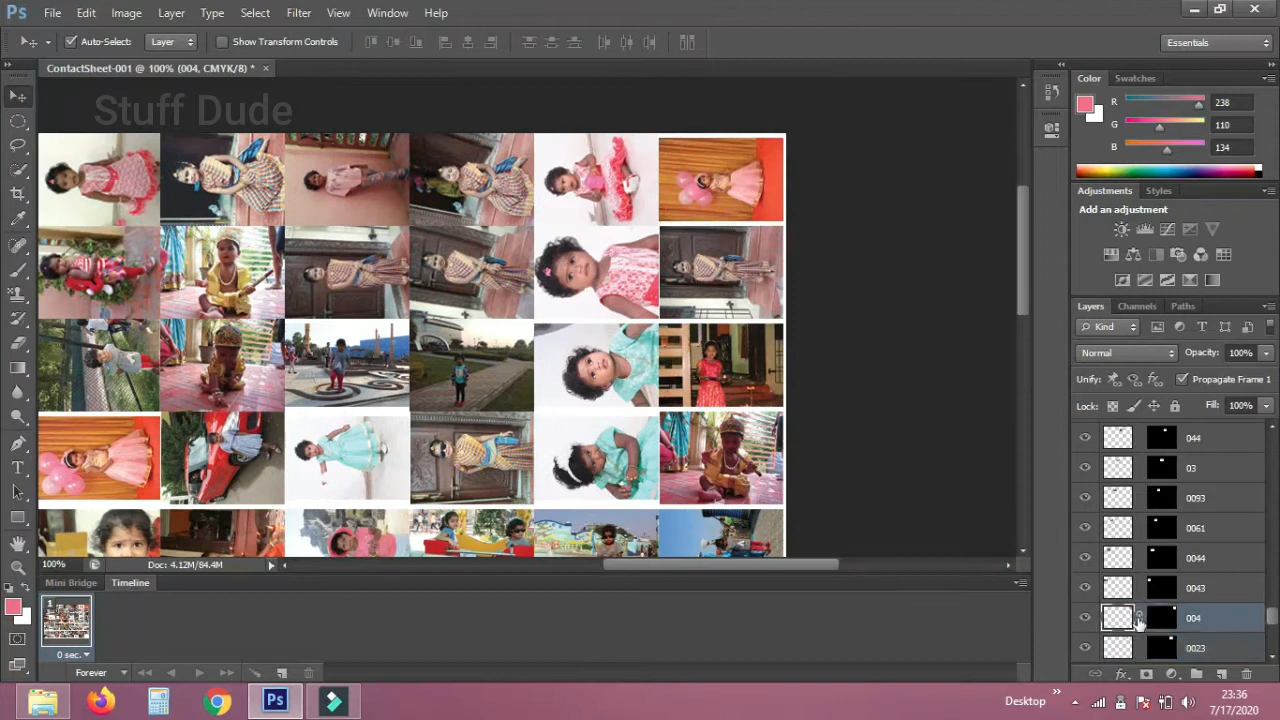 Ps File Edit Image Layer Type Select Filter View Window Help
Auto-Select: Layer Show Transform Controls Essentials
ContactSheet-001 @ 100% (004, CMYK/8) * ×
Stuff Dude
Color Swatches
R 238
G 110
B 134
Adjustments Styles
Add an adjustment
Layers Channels Paths
Kind
Normal Opacity: 100%
Unify: Propagate Frame 1
Lock: Fill: 100%
044
03
0093
0061
0044
0043
004
0023
100% Doc: 4.12M/84.4M
Mini Bridge Timeline
1
0 sec.
Forever
Ps
Desktop
23:36
7/17/2020